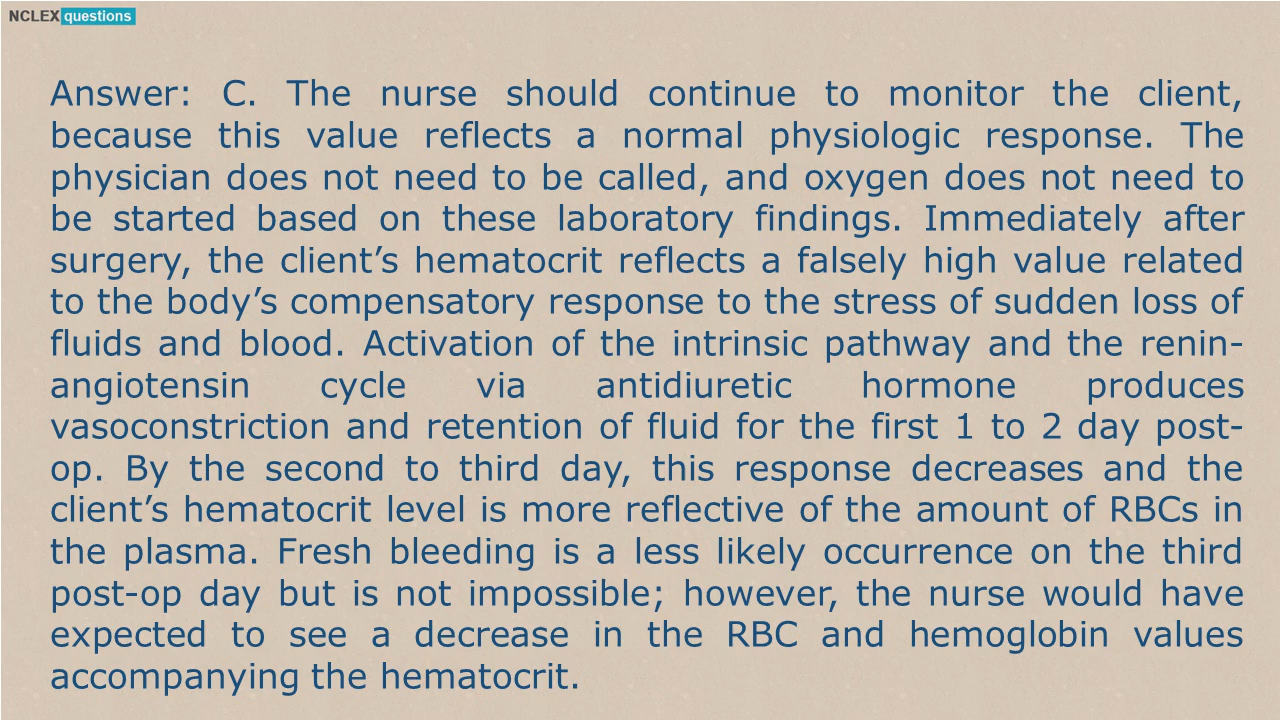 NCLEX questions
Answer: C. The nurse should continue to monitor the client,
because this value reflects a normal physiologic response. The
physician does not need to be called, and oxygen does not need to
be started based on these laboratory findings. Immediately after
surgery, the client’s hematocrit reflects a falsely high value related
to the body’s compensatory response to the stress of sudden loss of
fluids and blood. Activation of the intrinsic pathway and the renin-
angiotensin cycle via antidiuretic hormone produces
vasoconstriction and retention of fluid for the first 1 to 2 day post-
op. By the second to third day, this response decreases and the
client’s hematocrit level is more reflective of the amount of RBCs in
the plasma. Fresh bleeding is a less likely occurrence on the third
post-op day but is not impossible; however, the nurse would have
expected to see a decrease in the RBC and hemoglobin values
accompanying the hematocrit.